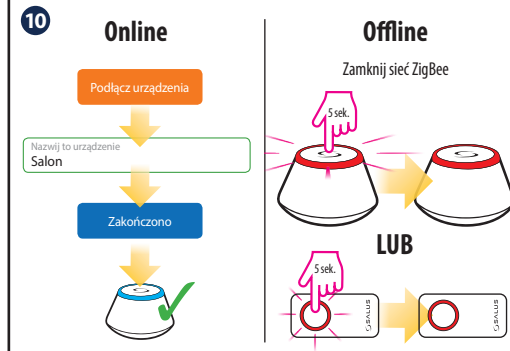 10
Online
Podłącz urządzenia
Nazwij to urządzenie
Salon
Zakończono
Offline
Zamknij sieć ZigBee
5 sek.
LUB
5 sek.
SALUS
SALUS